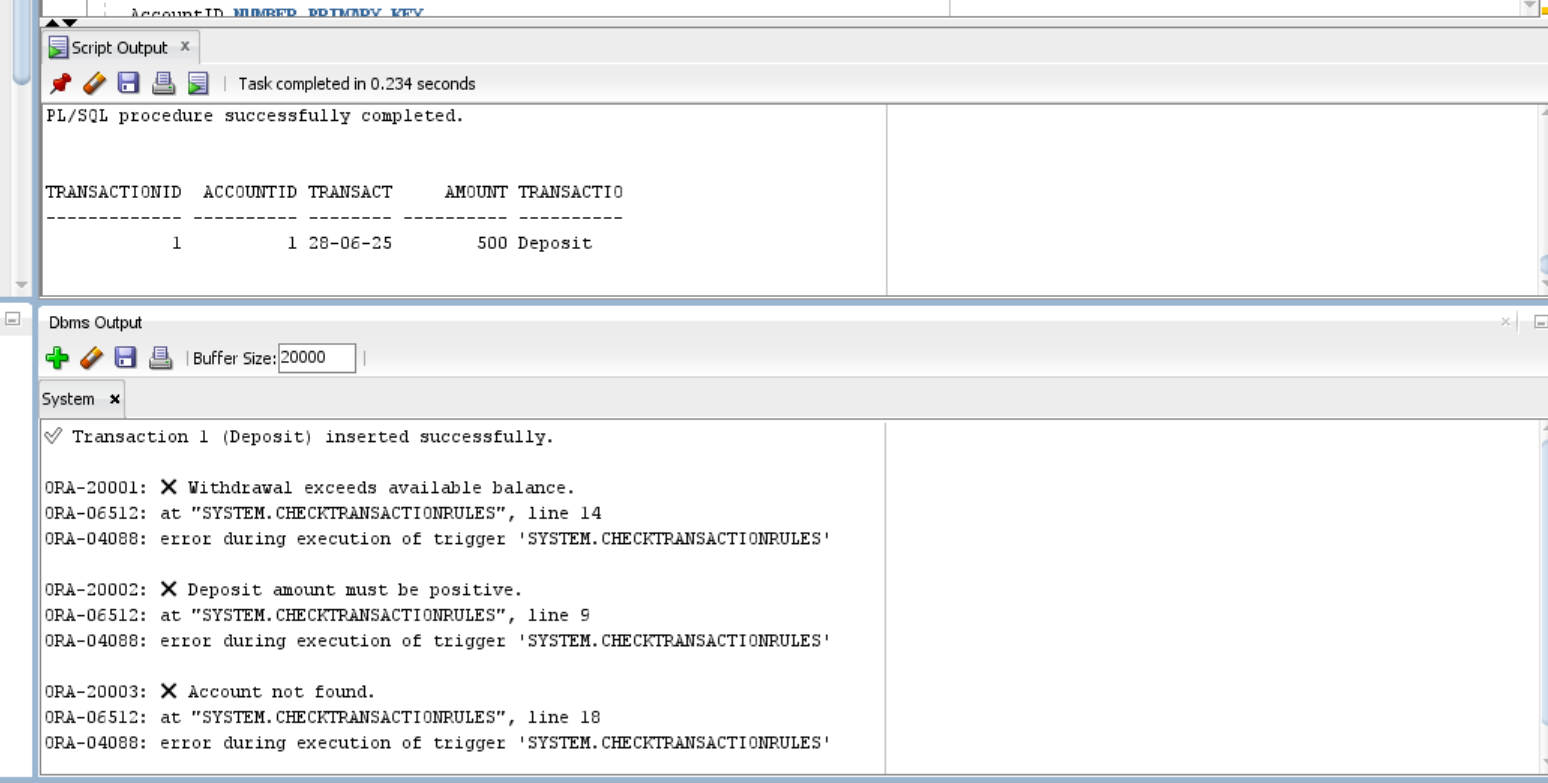 AccountID NUMBER PRIMARY KEY
Script Output x
Task completed in 0.234 seconds
PL/SQL procedure successfully completed.
TRANSACTIONID  ACCOUNTID TRANSACT     AMOUNT TRANSACTIO
------------- ---------- -------- ---------- ----------
            1          1 28-06-25        500 Deposit
Dbms Output
Buffer Size: 20000
System ×
✓ Transaction 1 (Deposit) inserted successfully.
ORA-20001: ❌ Withdrawal exceeds available balance.
ORA-06512: at "SYSTEM.CHECKTRANSACTIONRULES", line 14
ORA-04088: error during execution of trigger 'SYSTEM.CHECKTRANSACTIONRULES'
ORA-20002: ❌ Deposit amount must be positive.
ORA-06512: at "SYSTEM.CHECKTRANSACTIONRULES", line 9
ORA-04088: error during execution of trigger 'SYSTEM.CHECKTRANSACTIONRULES'
ORA-20003: ❌ Account not found.
ORA-06512: at "SYSTEM.CHECKTRANSACTIONRULES", line 18
ORA-04088: error during execution of trigger 'SYSTEM.CHECKTRANSACTIONRULES'